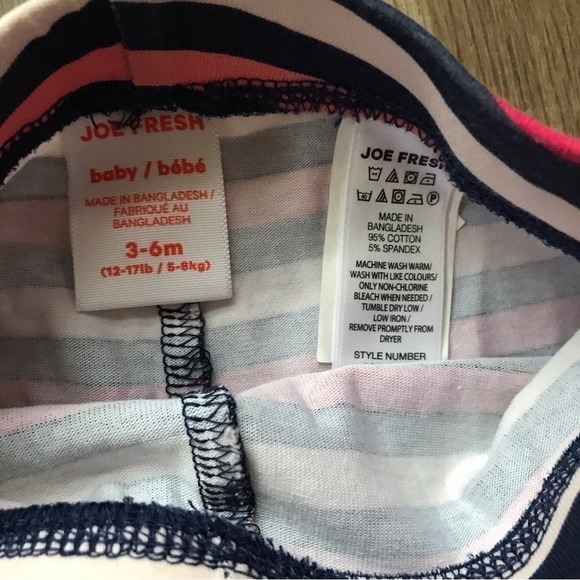 JOE FRESH
baby / bébé
MADE IN BANGLADESH /
FABRIQUÉ AU
BANGLADESH
3-6m
(12-17lb / 5-8kg)
JOE FRESH
P
MADE IN
BANGLADESH
95% COTTON
5% SPANDEX
MACHINE WASH WARM/
WASH WITH LIKE COLOURS/
ONLY NON-CHLORINE
BLEACH WHEN NEEDED /
TUMBLE DRY LOW /
LOW IRON /
REMOVE PROMPTLY FROM
DRYER
STYLE NUMBER